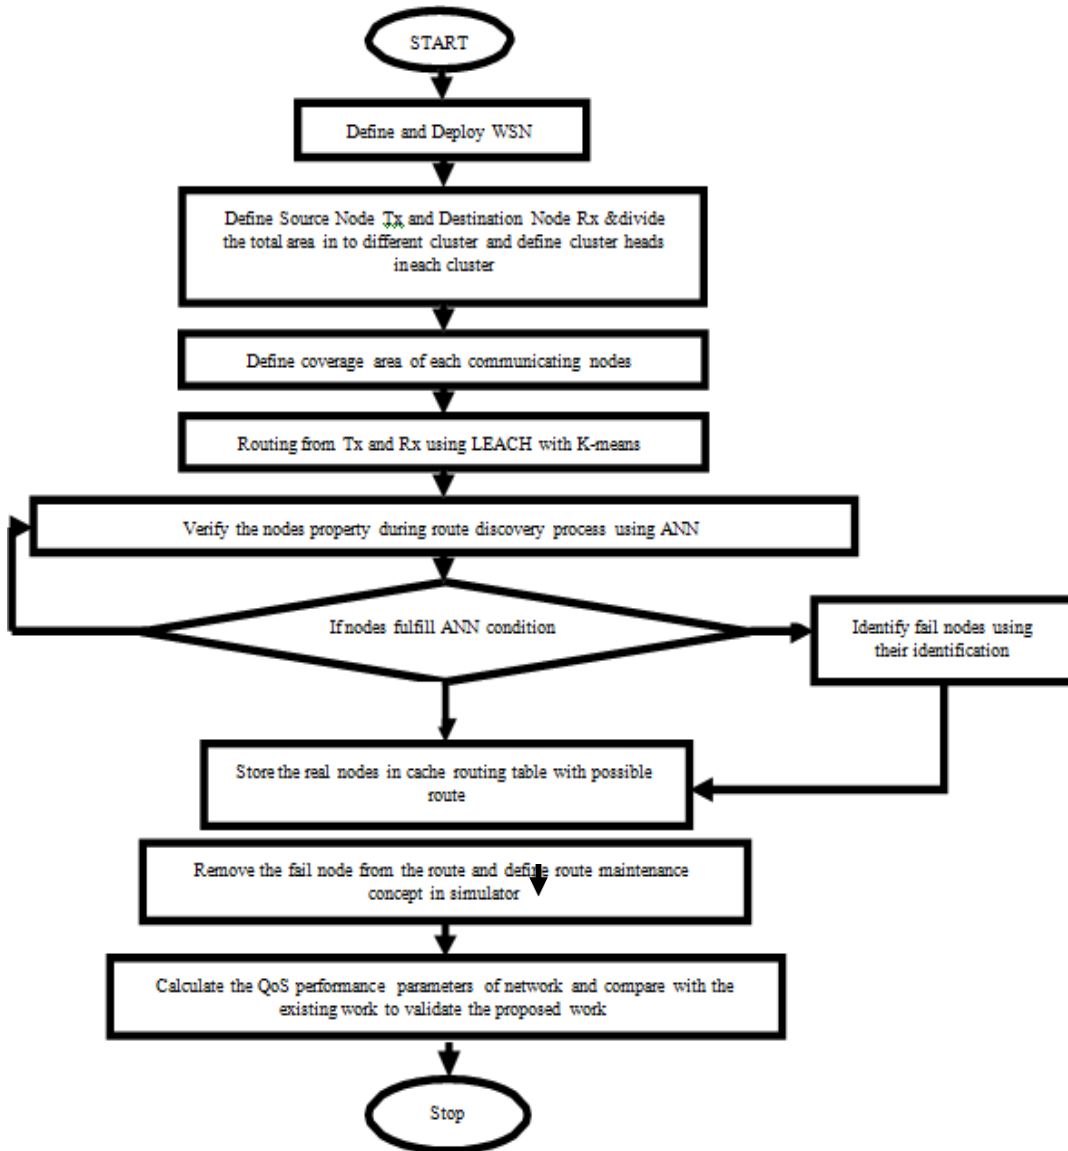 START
Define and Deploy WSN
Define Source Node Tx and Destination Node Rx &divide
the total area in to different cluster and define cluster heads
ineach cluster
Define coverage area of each communicating nodes
Routing from Tx and Rx using LEACH with K-means
Verify the nodes property during route discovery process using ANN
If nodes fulfill ANN condition
Identify fail nodes using
their identification
Store the real nodes in cache routing table with possible
route
Remove the fail node from the route and define route maintenance
concept in simulator
Calculate the QoS performance parameters of network and compare with the
existing work to validate the proposed work
Stop